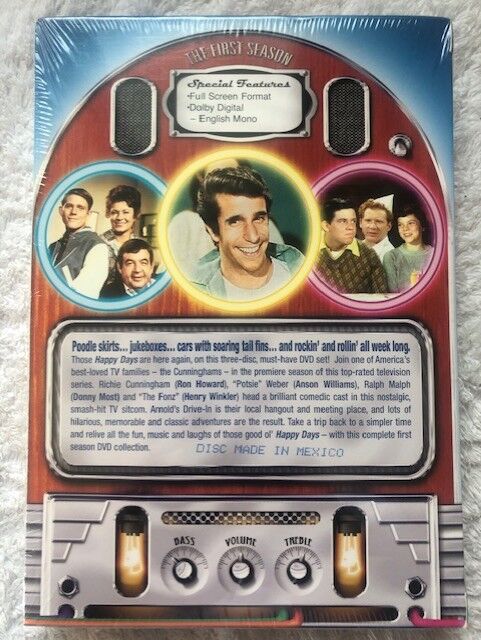 THE FIRST SEASON
Special Features
•Full Screen Format
•Dolby Digital
– English Mono
Poodle skirts... jukeboxes... cars with soaring tail fins... and rockin' and rollin' all week long.
Those Happy Days are here again, on this three-disc, must-have DVD set! Join one of America's
best-loved TV families – the Cunninghams – in the premiere season of this top-rated television
series. Richie Cunningham (Ron Howard), "Potsie" Weber (Anson Williams), Ralph Malph
(Donny Most) and "The Fonz" (Henry Winkler) head a brilliant comedic cast in this nostalgic,
smash-hit TV sitcom. Arnold's Drive-In is their local hangout and meeting place, and lots of
hilarious, memorable and classic adventures are the result. Take a trip back to a simpler time
and relive all the fun, music and laughs of those good ol' Happy Days – with this complete first
season DVD collection.
DISC MADE IN MEXICO
BASS VOLUME TREBLE